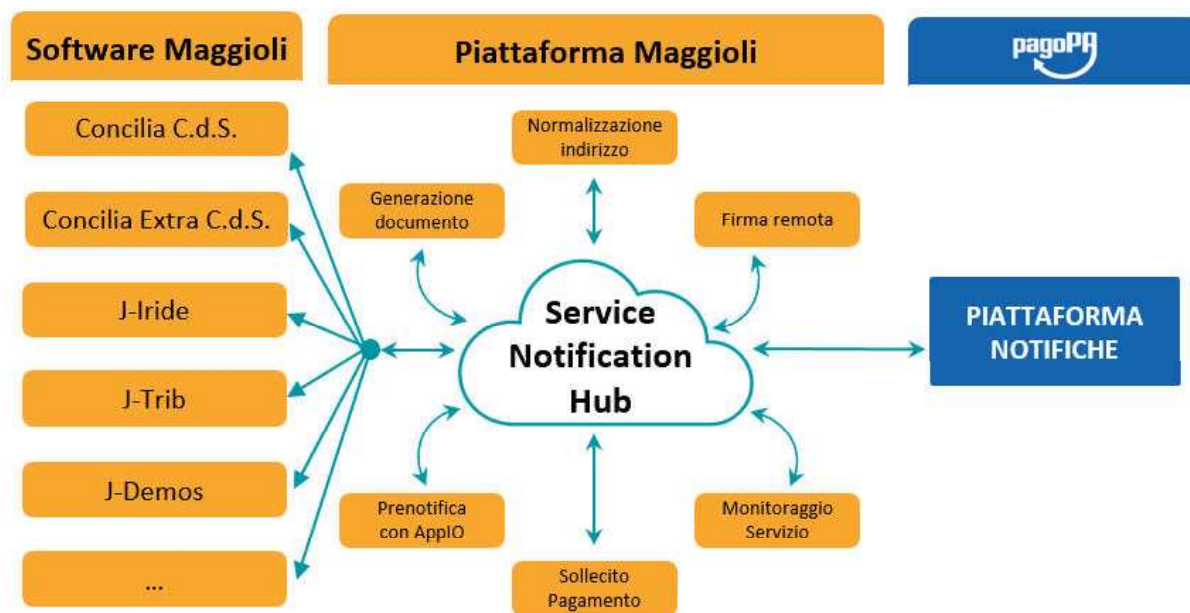 Software Maggioli
Piattaforma Maggioli
pagoPA
Concilia C.d.S.
Concilia Extra C.d.S.
J-Iride
J-Trib
J-Demos
...
Normalizzazione
indirizzo
Generazione
documento
Firma remota
Service
Notification
Hub
Prenotifica
con AppIO
Monitoraggio
Servizio
Sollecito
Pagamento
PIATTAFORMA
NOTIFICHE